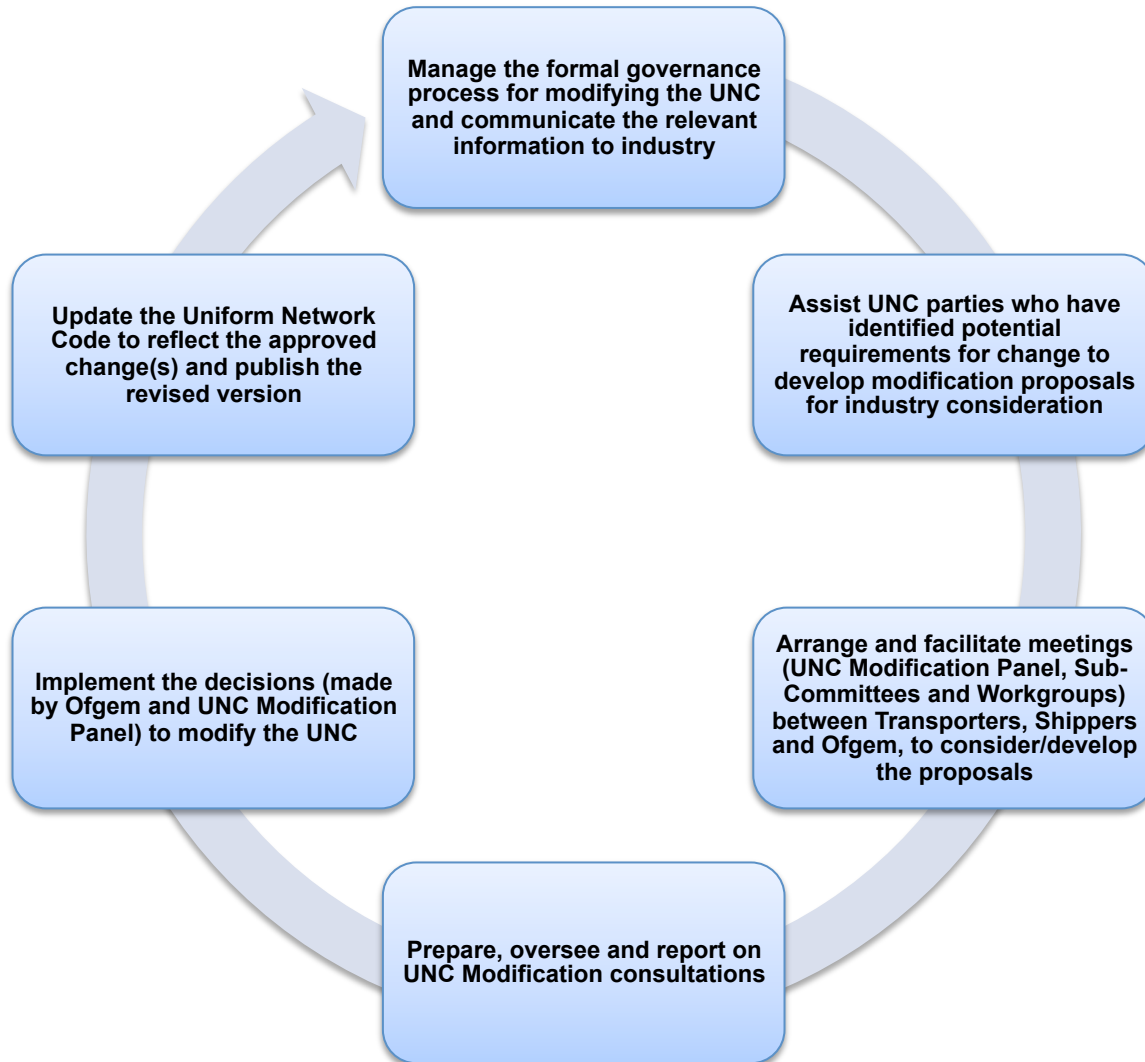 Manage the formal governance
process for modifying the UNC
and communicate the relevant
information to industry
Assist UNC parties who have
identified potential
requirements for change to
develop modification proposals
for industry consideration
Arrange and facilitate meetings
(UNC Modification Panel, Sub-
Committees and Workgroups)
between Transporters, Shippers
and Ofgem, to consider/develop
the proposals
Prepare, oversee and report on
UNC Modification consultations
Implement the decisions (made
by Ofgem and UNC Modification
Panel) to modify the UNC
Update the Uniform Network
Code to reflect the approved
change(s) and publish the
revised version